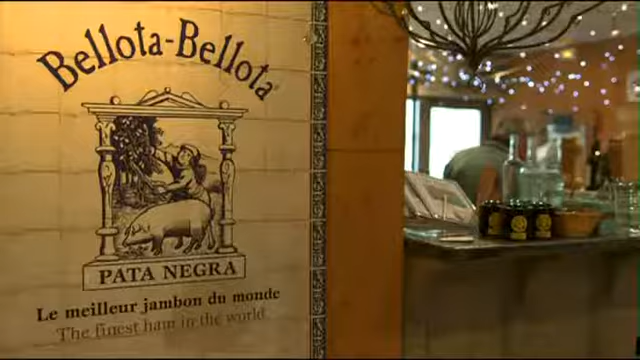 Bellota-Bellota
PATA NEGRA
Le meilleur jambon du monde
The finest ham in the world